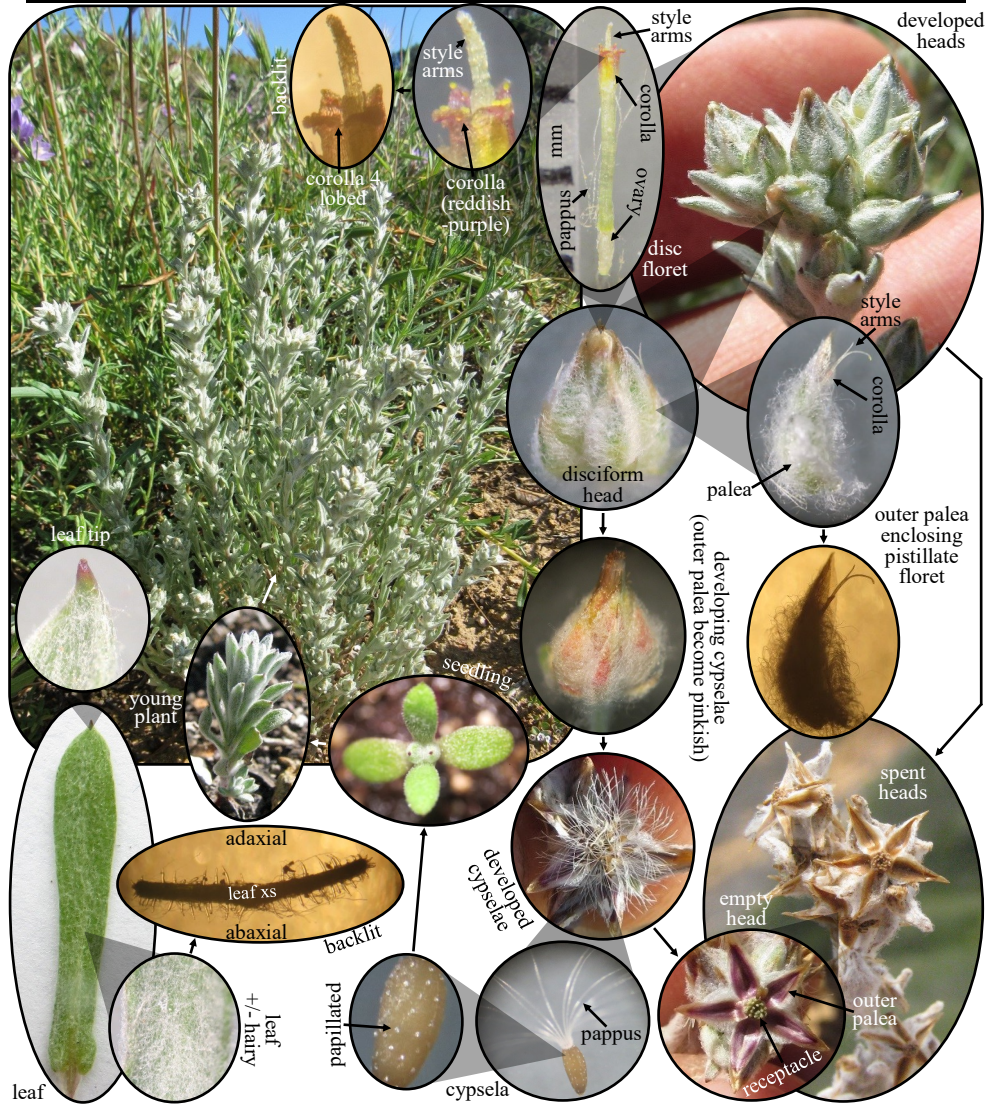 backlit
corolla 4
lobed
style
arms
corolla
(reddish
-purple)
style
arms
corolla
mm
pappus
ovary
disc
floret
developed
heads
style
arms
corolla
palea
disciform
head
outer palea
enclosing
pistillate
floret
developing cypselae
(outer palea become pinkish)
leaf tip
young
plant
seedling
spent
heads
adaxial
leaf xs
abaxial
backlit
developed
cypselae
empty
head
outer
palea
receptacle
leaf
leaf
+/- hairy
papillated
cypsela
pappus